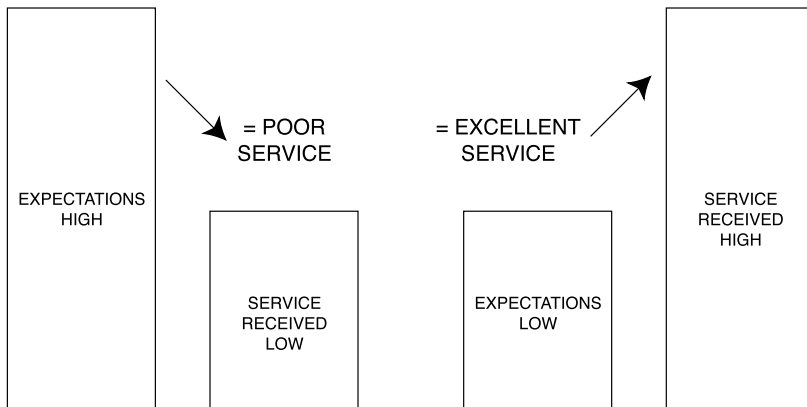 EXPECTATIONS
HIGH
= POOR
SERVICE
SERVICE
RECEIVED
LOW
= EXCELLENT
SERVICE
EXPECTATIONS
LOW
SERVICE
RECEIVED
HIGH